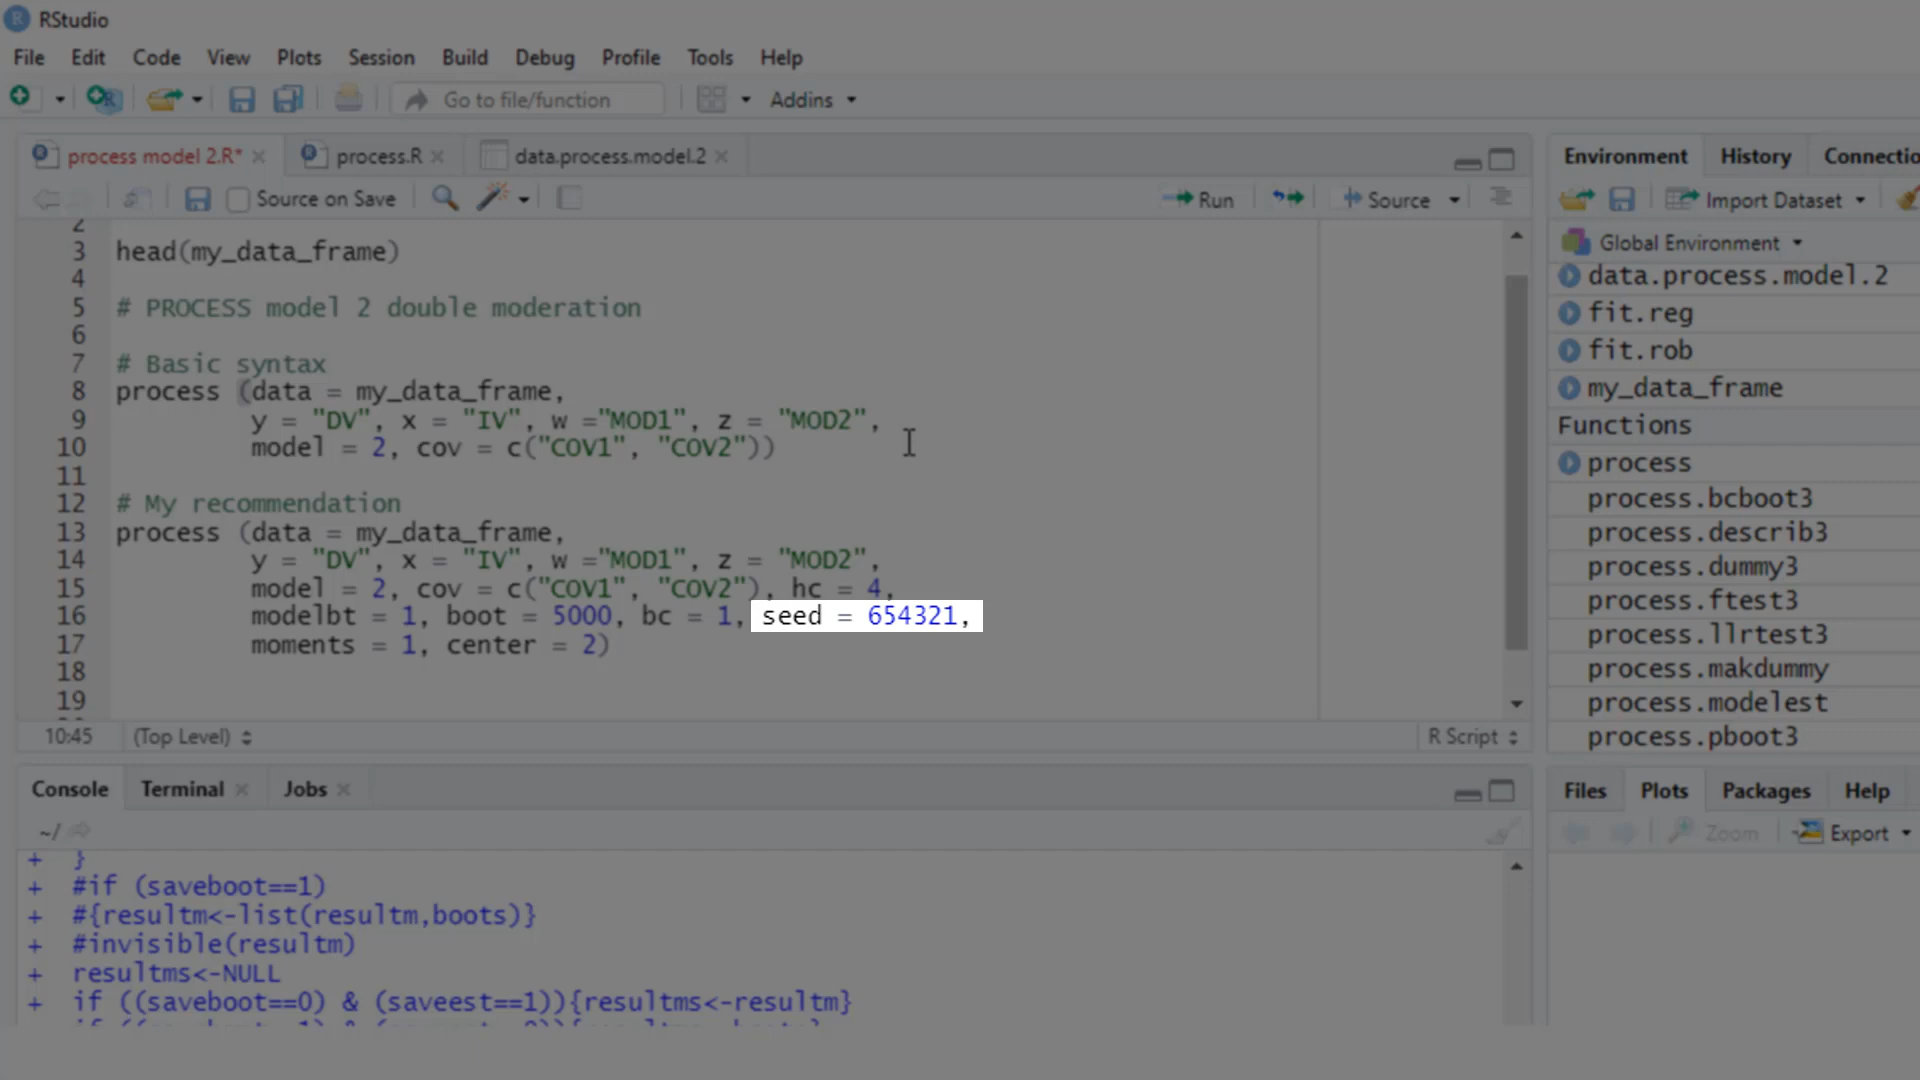 RStudio
File Edit Code View Plots Session Build Debug Profile Tools Help
Go to file/function Addins
process model 2.R* process.R data.process.model.2
Source on Save Run Source
2
3 head(my_data_frame)
4
5 # PROCESS model 2 double moderation
6
7 # Basic syntax
8 process (data = my_data_frame,
9 y = "DV", x = "IV", w ="MOD1", z = "MOD2",
10 model = 2, cov = c("COV1", "COV2"))
11
12 # My recommendation
13 process (data = my_data_frame,
14 y = "DV", x = "IV", w ="MOD1", z = "MOD2",
15 model = 2, cov = c("COV1", "COV2"), hc = 4,
16 modelbt = 1, boot = 5000, bc = 1, seed = 654321,
17 moments = 1, center = 2)
18
19
10:45 (Top Level) R Script
Console Terminal Jobs
~/
+ }
+ #if (saveboot==1)
+ #{resultm<-list(resultm,boots)}
+ #invisible(resultm)
+ resultms<-NULL
+ if ((saveboot==0) & (saveest==1)){resultms<-resultm}
Environment History Connectio
Import Dataset
Global Environment
data.process.model.2
fit.reg
fit.rob
my_data_frame
Functions
process
process.bcboot3
process.describ3
process.dummy3
process.ftest3
process.llrtest3
process.makdummy
process.modelest
process.pboot3
Files Plots Packages Help
Zoom Export